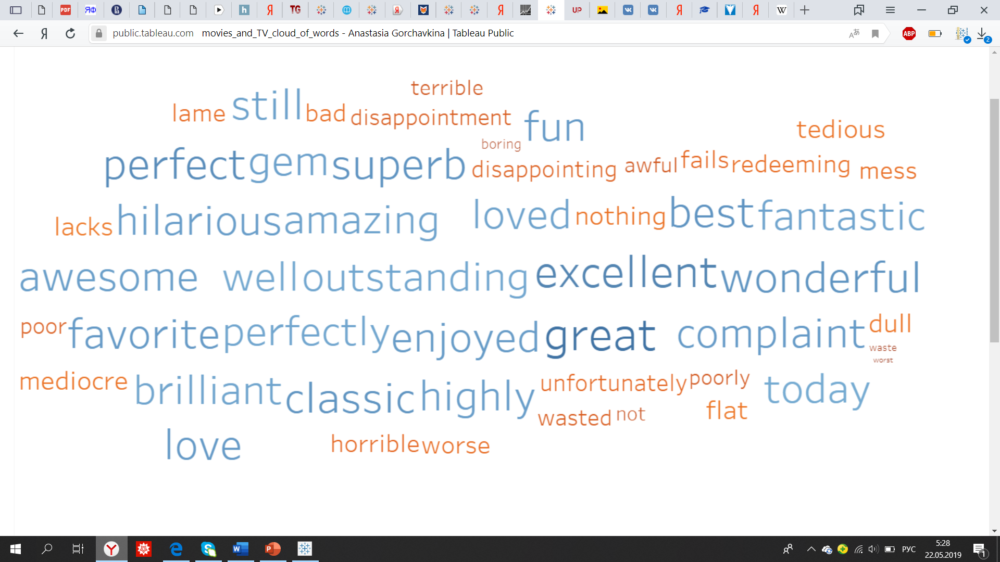 PDF ЯФ h Я TG Я Я UP Я Я W
Я public.tableau.com movies_and_TV_cloud_of_words - Anastasia Gorchavkina | Tableau Public ABP 2
terrible
lame still bad disappointment fun
tedious
boring
perfect gem superb disappointing awful fails redeeming mess
lacks hilarious amazing loved nothing best fantastic
awesome well outstanding excellent wonderful
poor favorite perfectly enjoyed great complaint dull
waste
worst
mediocre brilliant classic highly unfortunately poorly today
wasted not flat
love horrible worse
РУС 5:28
22.05.2019 1